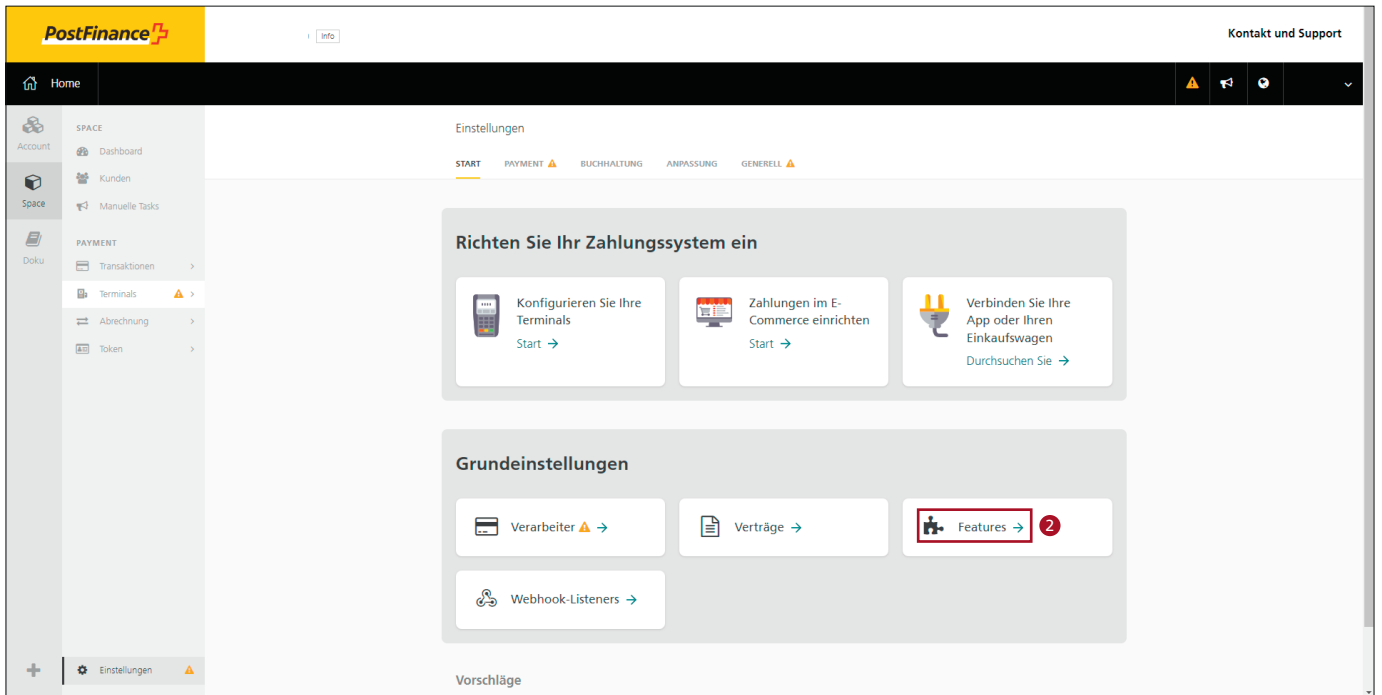 PostFinance
Info
Kontakt und Support
Home
Account
Space
Doku
SPACE
Dashboard
Kunden
Manuelle Tasks
PAYMENT
Transaktionen
Terminals
Abrechnung
Token
Einstellungen
Einstellungen
START PAYMENT BUCHHALTUNG ANPASSUNG GENERELL
Richten Sie Ihr Zahlungssystem ein
Konfigurieren Sie Ihre
Terminals
Start →
Zahlungen im E-
Commerce einrichten
Start →
Verbinden Sie Ihre
App oder Ihren
Einkaufswagen
Durchsuchen Sie →
Grundeinstellungen
Verarbeiter →
Verträge →
Features → 2
Webhook-Listeners →
Vorschläge